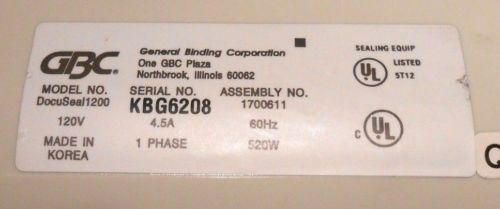 GBC
General Binding Corporation
One GBC Plaza
Northbrook, Illinois 60062
SEALING EQUIP
UL LISTED
5T12
MODEL NO. SERIAL NO. ASSEMBLY NO.
DocuSeal1200 KBG6208 1700611
120V 4.5A 60Hz
C UL
MADE IN 1 PHASE 520W
KOREA
Q